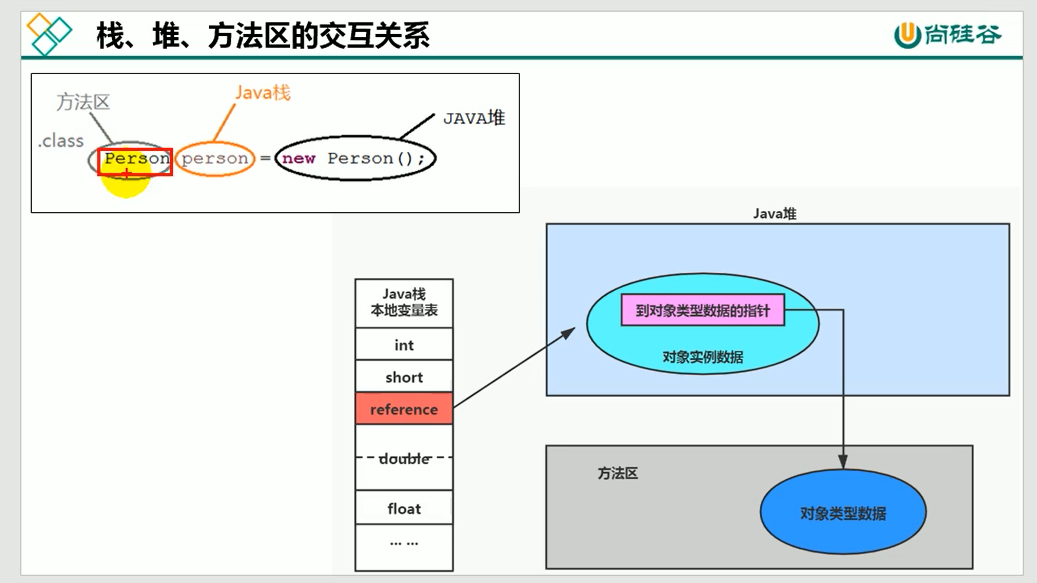 栈、堆、方法区的交互关系
尚硅谷
方法区
Java栈
JAVA堆
.class
Person person = new Person();
Java堆
Java栈
本地变量表
int
short
reference
double
float
... ...
到对象类型数据的指针
对象实例数据
方法区
对象类型数据